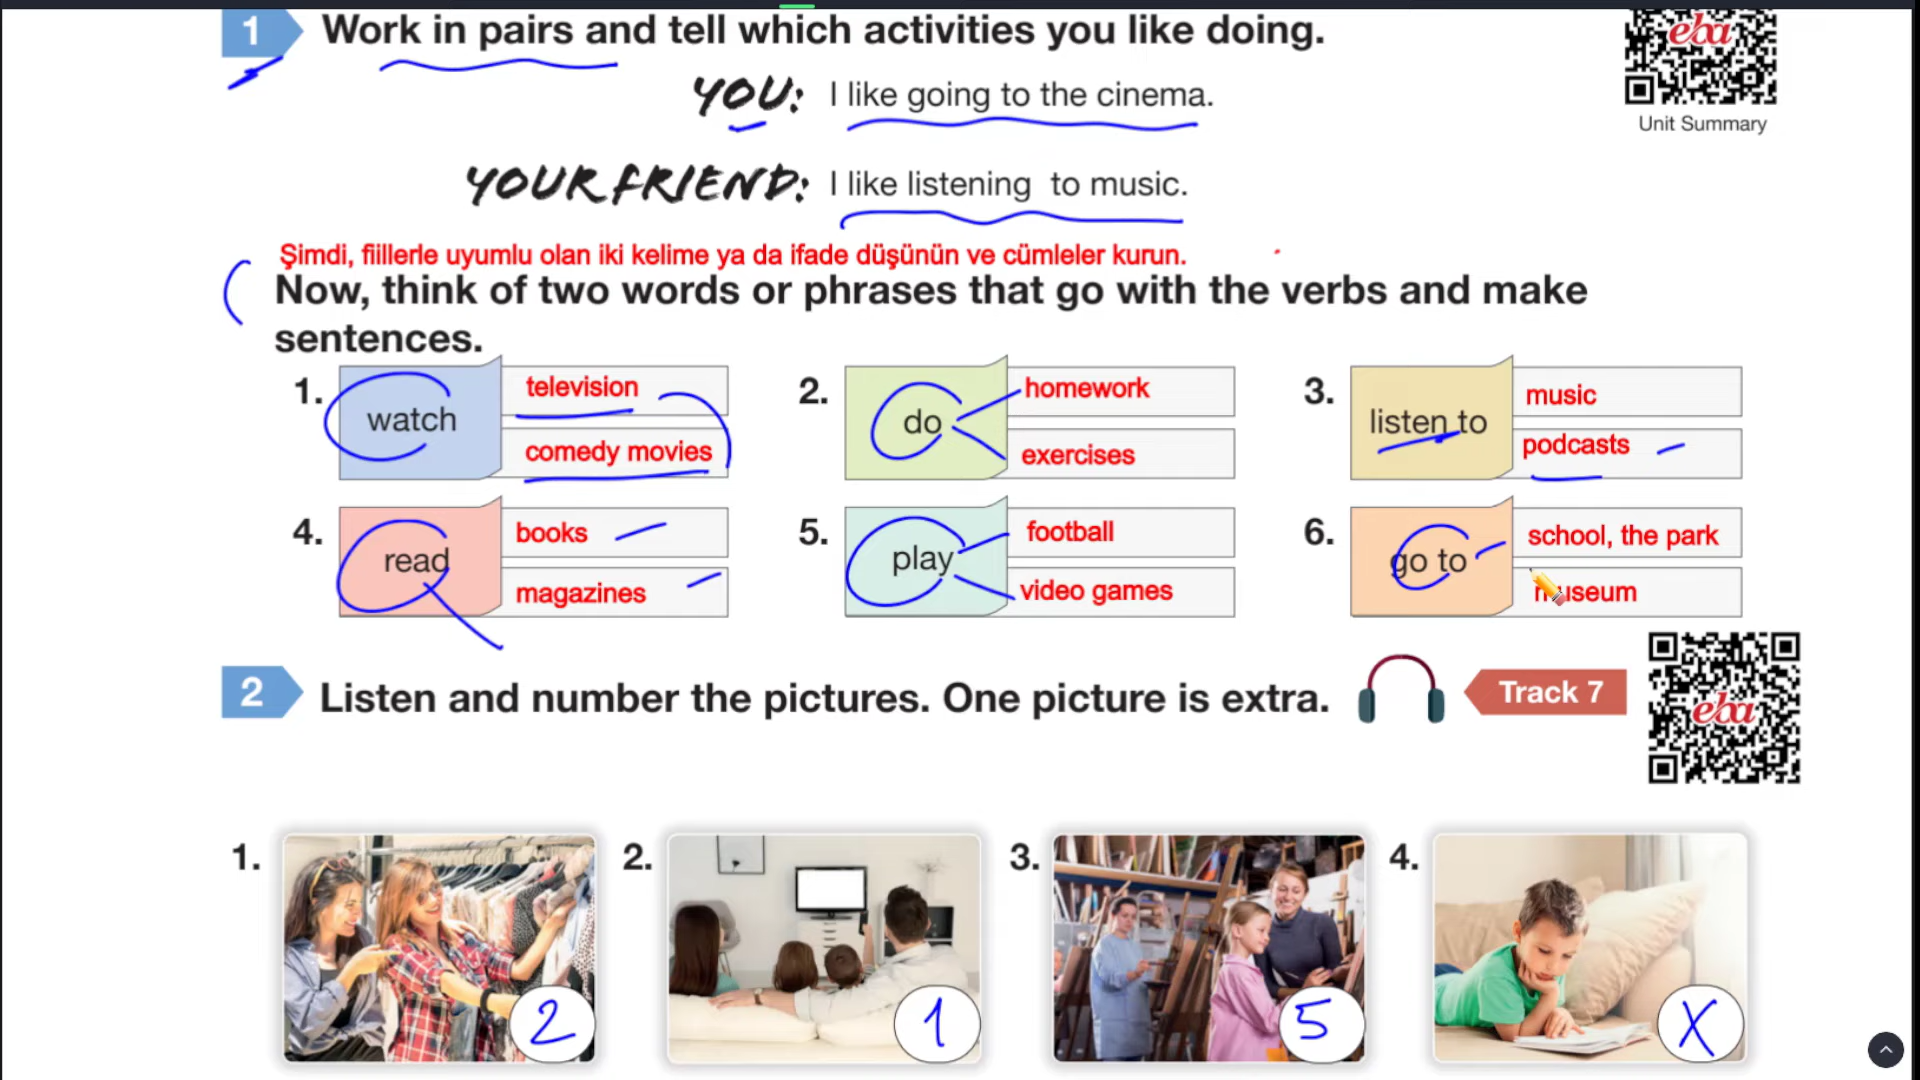 1 Work in pairs and tell which activities you like doing.
eba
Unit Summary
YOU: I like going to the cinema.
YOUR FRIEND: I like listening to music.
Şimdi, fiillerle uyumlu olan iki kelime ya da ifade düşünün ve cümleler kurun.
Now, think of two words or phrases that go with the verbs and make
sentences.
1. watch
television
comedy movies
2. do
homework
exercises
3. listen to
music
podcasts
4. read
books
magazines
5. play
football
video games
6. go to
school, the park
museum
2 Listen and number the pictures. One picture is extra.
Track 7
eba
1.
2
2.
1
3.
5
4.
X